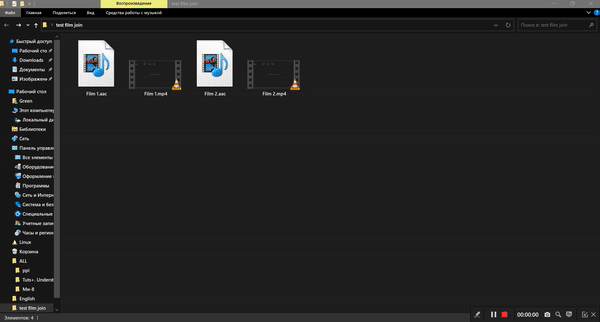 Воспроизведение
test film join
Файл
Главная
Поделиться
Вид
Средства работы с музыкой
test film join
Поиск в: test film join
Быстрый доступ
Рабочий сто
Downloads
Документы
Изображени
Рабочий стол
Green
Этот компьютер
Локальный ди
Библиотеки
Сеть
Панель управле
Все элементы
Оборудование
Оформление и
Программы
Сеть и Интерн
Система и без
Специальные
Учетные запис
Часы и регион
Linux
Корзина
ALL
ppi
Tuts+. Underst
Ми-8
English
test film join
Film 1.aac
Film 1.mp4
Film 2.aac
Film 2.mp4
Элементов: 4
00:00:00